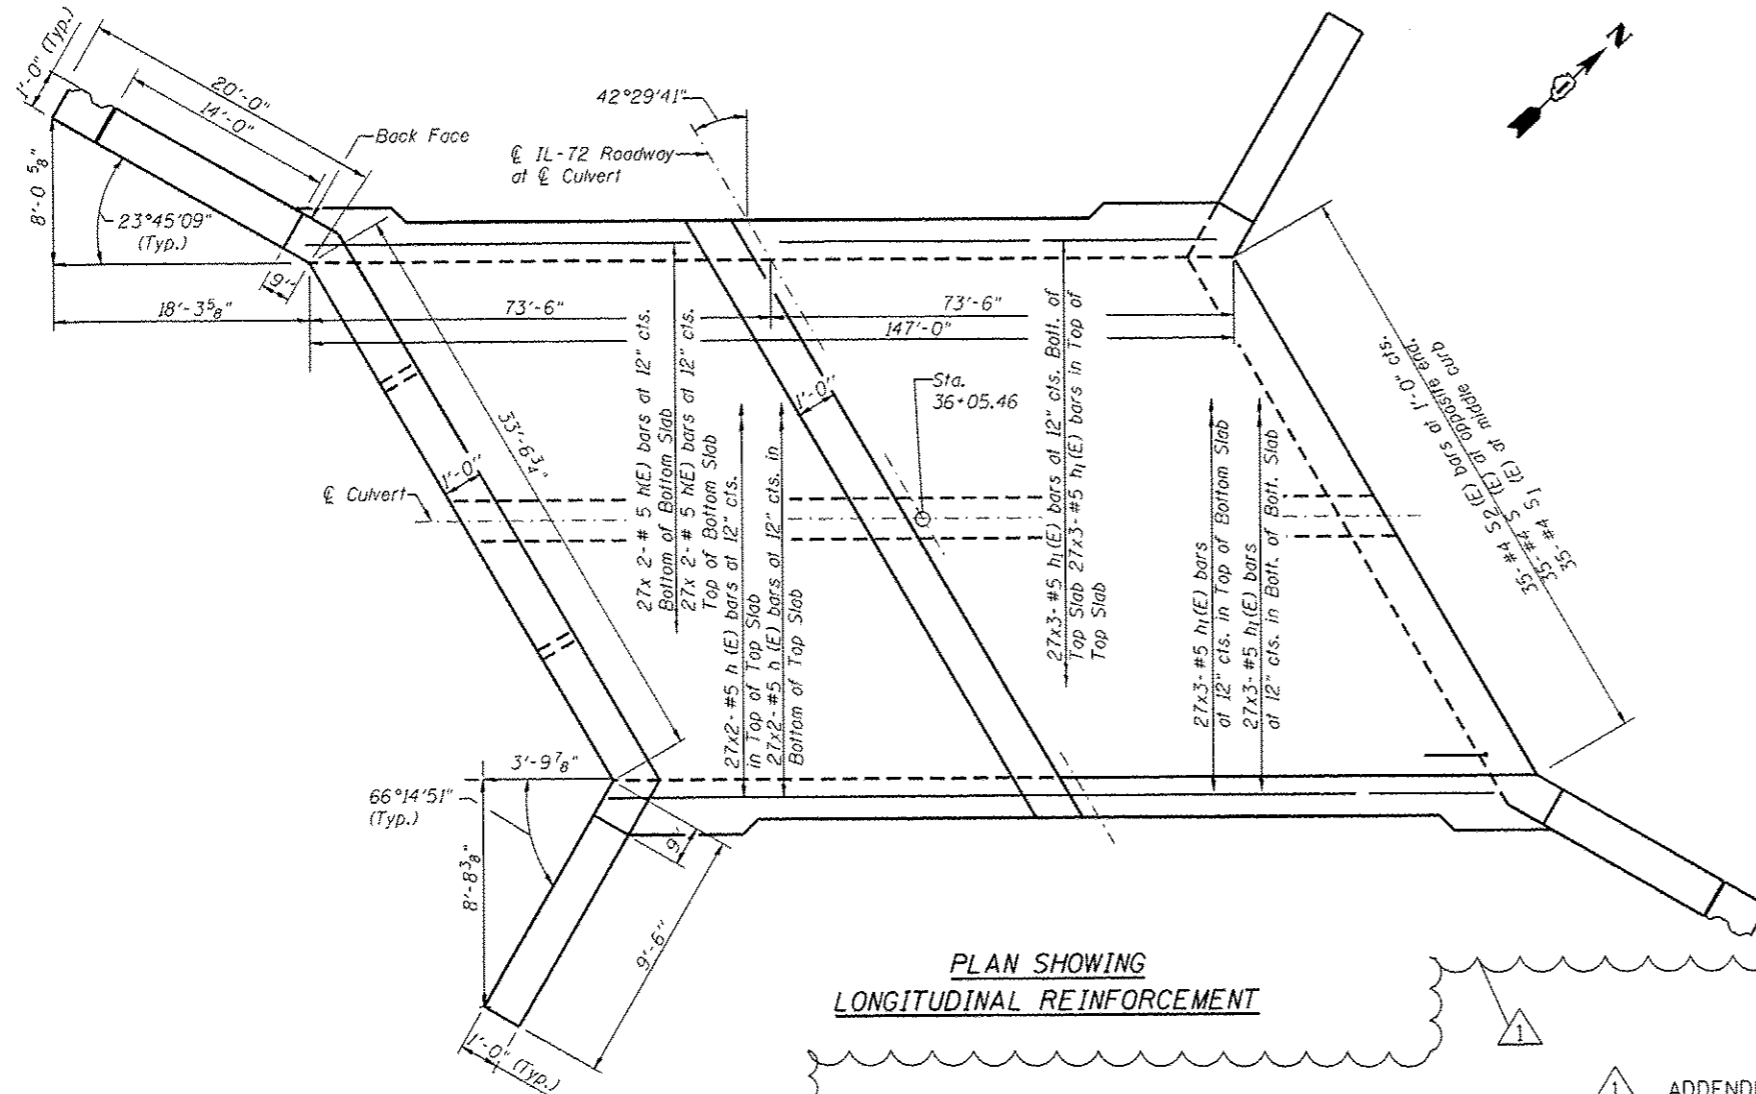 1'-0" (Typ.)
20'-0"
14'-0"
Back Face
42°29'41"
℄ IL-72 Roadway
at ℄ Culvert
N
8'-0 5/8"
23°45'09"
(Typ.)
9"
18'-3 5/8"
73'-6"
73'-6"
147'-0"
33'-6 3/4"
1'-0"
1'-0"
℄ Culvert
Sta.
36+05.46
27x 2-# 5 h(E) bars at 12" cts.
Bottom of Bottom Slab
27x 2-# 5 h(E) bars at 12" cts.
Top of Bottom Slab
27x2- #5 h (E) bars at 12" cts.
in Top of Top Slab
27x2- #5 h (E) bars at 12" cts. in
Bottom of Top Slab
27x3- #5 h1(E) bars at 12" cts. Bott. of
Top Slab 27x3- #5 h1(E) bars in Top of
Top Slab
27x3- #5 h1(E) bars
at 12" cts. in Top of Bottom Slab
27x3- #5 h1(E) bars
at 12" cts. in Bott. of Bott. Slab
35- #4 S2 (E) bars at 1'-0" cts.
35- #4 S (E) at opposite end.
35- #4 S1 (E) at middle curb
3'-9 7/8"
66°14'51"
(Typ.)
8'-8 3/8"
9"
9'-6"
1'-0" (Typ.)
PLAN SHOWING
LONGITUDINAL REINFORCEMENT
1
1 ADDEND